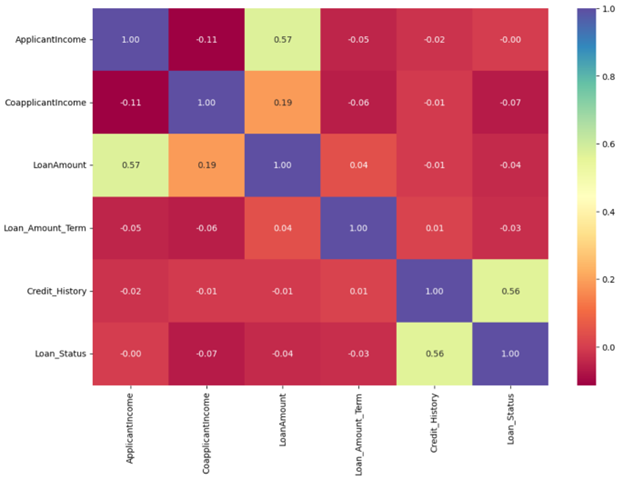 ApplicantIncome 1.00 -0.11 0.57 -0.05 -0.02 -0.00
CoapplicantIncome -0.11 1.00 0.19 -0.06 -0.01 -0.07
LoanAmount 0.57 0.19 1.00 0.04 -0.01 -0.04
Loan_Amount_Term -0.05 -0.06 0.04 1.00 0.01 -0.03
Credit_History -0.02 -0.01 -0.01 0.01 1.00 0.56
Loan_Status -0.00 -0.07 -0.04 -0.03 0.56 1.00
ApplicantIncome
CoapplicantIncome
LoanAmount
Loan_Amount_Term
Credit_History
Loan_Status
1.0
0.8
0.6
0.4
0.2
0.0